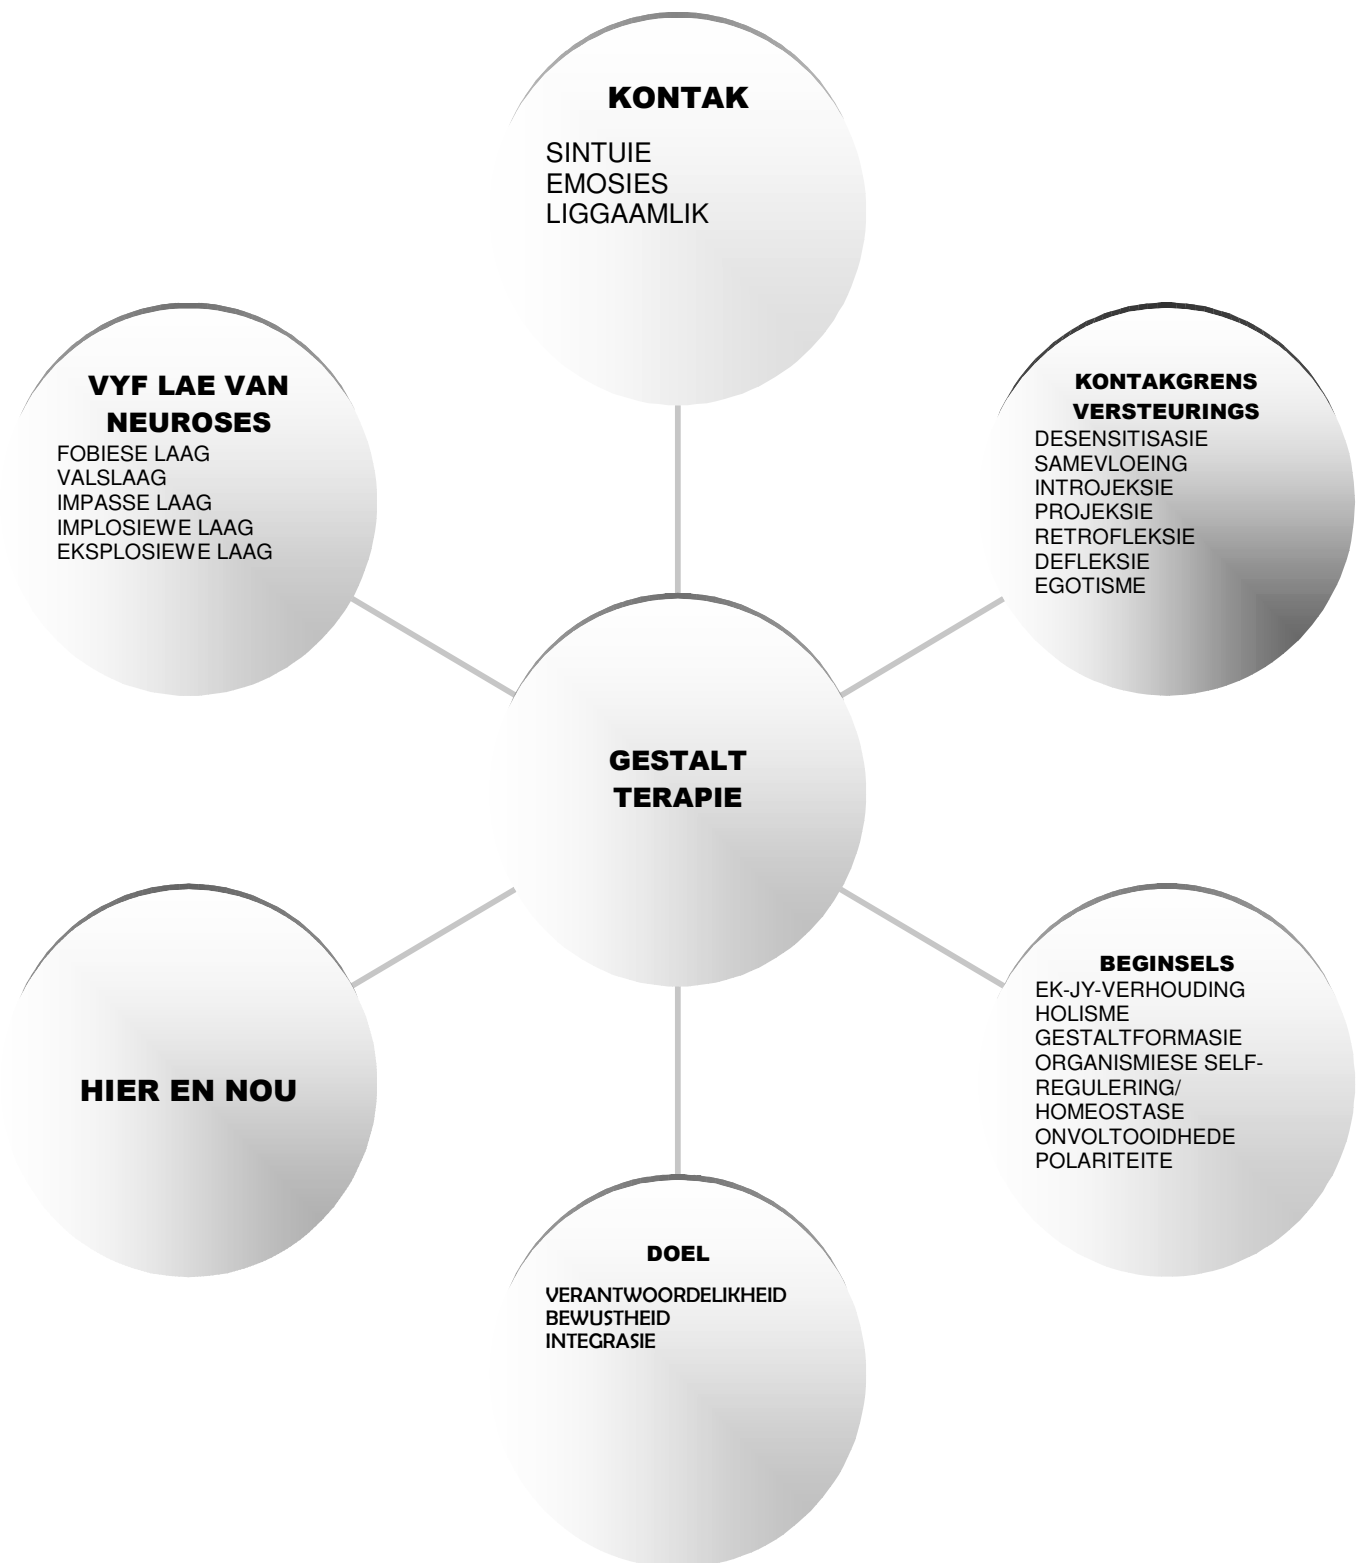 KONTAK
SINTUIE
EMOSIES
LIGGAAMLIK
VYF LAE VAN
NEUROSES
FOBIESE LAAG
VALSLAAG
IMPASSE LAAG
IMPLOSIEWE LAAG
EKSPLOSIEWE LAAG
KONTAKGRENS
VERSTEURINGS
DESENSITISASIE
SAMEVLOEING
INTROJEKSIE
PROJEKSIE
RETROFLEKSIE
DEFLEKSIE
EGOTISME
GESTALT
TERAPIE
HIER EN NOU
BEGINSELS
EK-JY-VERHOUDING
HOLISME
GESTALTFORMASIE
ORGANISMIESE SELF-
REGULERING/
HOMEOSTASE
ONVOLTOOIDHEDE
POLARITEITE
DOEL
VERANTWOORDELIKHEID
BEWUSTHEID
INTEGRASIE